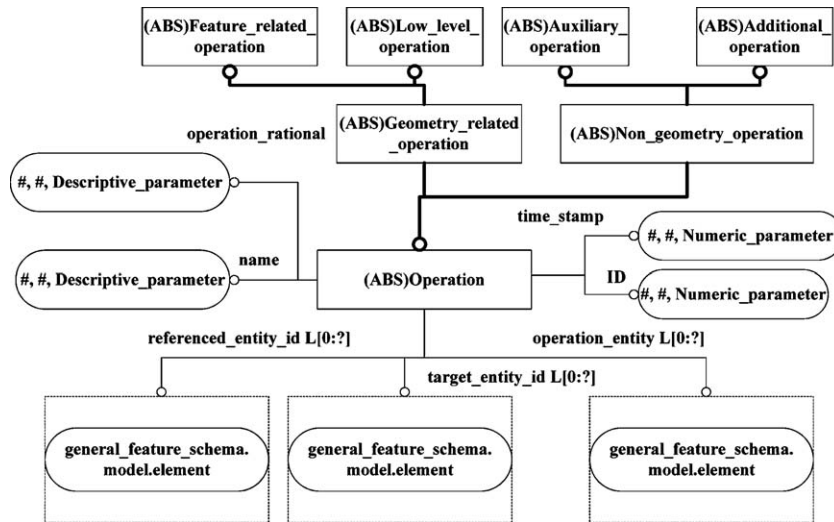 (ABS)Feature_related_
operation
(ABS)Low_level_
operation
(ABS)Auxiliary_
operation
(ABS)Additional_
operation
operation_rational
(ABS)Geometry_related
_operation
(ABS)Non_geometry_operation
#, #, Descriptive_parameter
time_stamp
#, #, Numeric_parameter
name
#, #, Descriptive_parameter
(ABS)Operation
ID
#, #, Numeric_parameter
referenced_entity_id L[0:?]
operation_entity L[0:?]
target_entity_id L[0:?]
general_feature_schema.
model.element
general_feature_schema.
model.element
general_feature_schema.
model.element